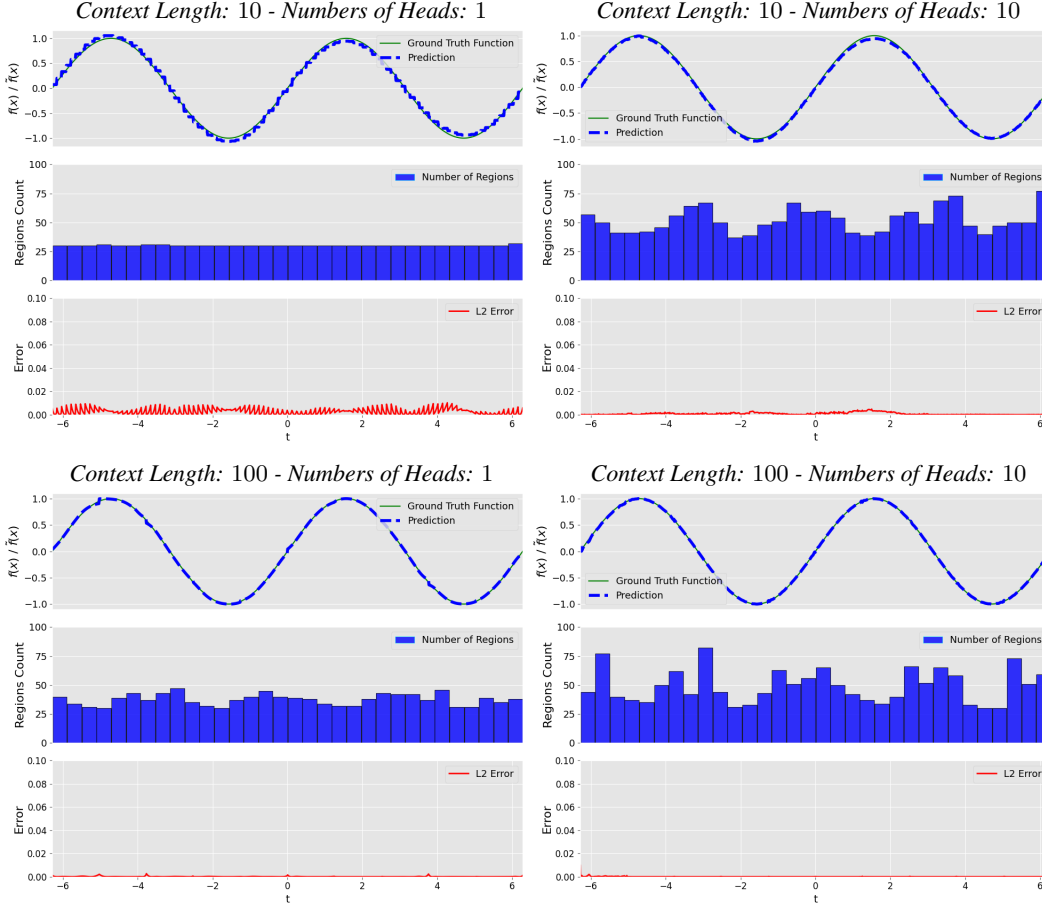 Context Length: 10 - Numbers of Heads: 1
1.0
0.5
0.0
−0.5
−1.0
f(x) / f̃(x)
Ground Truth Function
Prediction
100
75
50
25
0
Regions Count
Number of Regions
0.10
0.08
0.06
0.04
0.02
0.00
Error
L2 Error
−6 −4 −2 0 2 4 6
t
Context Length: 10 - Numbers of Heads: 10
1.0
0.5
0.0
−0.5
−1.0
f(x) / f̃(x)
Ground Truth Function
Prediction
100
75
50
25
0
Regions Count
Number of Regions
0.10
0.08
0.06
0.04
0.02
0.00
Error
L2 Error
−6 −4 −2 0 2 4 6
t
Context Length: 100 - Numbers of Heads: 1
1.0
0.5
0.0
−0.5
−1.0
f(x) / f̃(x)
Ground Truth Function
Prediction
100
75
50
25
0
Regions Count
Number of Regions
0.10
0.08
0.06
0.04
0.02
0.00
Error
L2 Error
−6 −4 −2 0 2 4 6
t
Context Length: 100 - Numbers of Heads: 10
1.0
0.5
0.0
−0.5
−1.0
f(x) / f̃(x)
Ground Truth Function
Prediction
100
75
50
25
0
Regions Count
Number of Regions
0.10
0.08
0.06
0.04
0.02
0.00
Error
L2 Error
−6 −4 −2 0 2 4 6
t